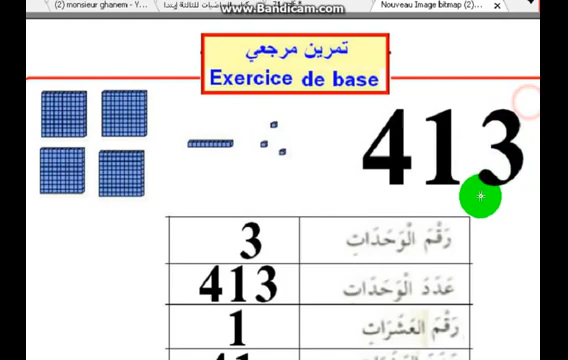 (2) monsieur ghanem - Y...
www.Bandicam.com
Nouveau Image bitmap (2)...
تمرين مرجعي
Exercice de base
413
3 رَقْمَ الْوَحَدَاتِ
413 عَدَدَ الْوَحَدَاتِ
1 رَقْمَ العَشَرَاتِ